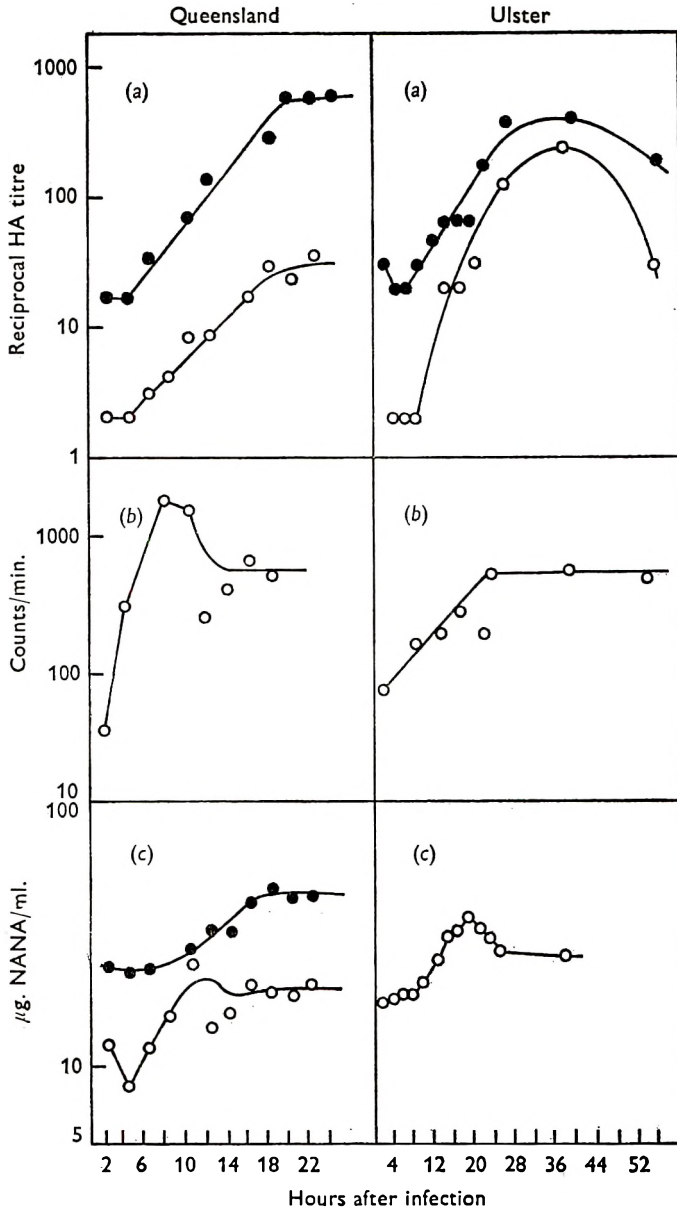 Queensland Ulster
1000
(a) (a)
100
Reciprocal HA titre
10
1
(b) (b)
1000
Counts/min.
100
10
100
(c) (c)
μg. NANA/ml.
10
5
2 6 10 14 18 22 4 12 20 28 36 44 52
Hours after infection